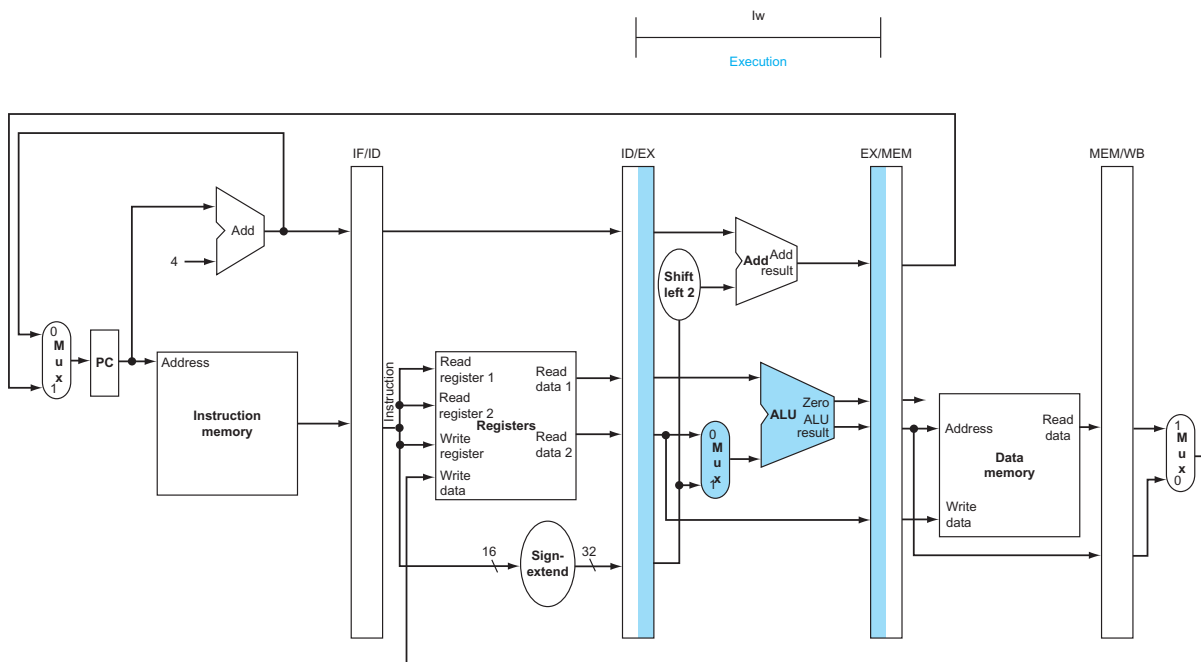 lw
Execution
IF/ID
ID/EX
EX/MEM
MEM/WB
Add
4
Add
Add
result
Shift
left 2
0
M
u
x
1
PC
Address
Instruction
memory
Instruction
Read
register 1
Read
register 2
Write
register
Write
data
Registers
Read
data 1
Read
data 2
16
Sign-
extend
32
0
M
u
x
1
ALU
Zero
ALU
result
Address
Write
data
Data
memory
Read
data
1
M
u
x
0